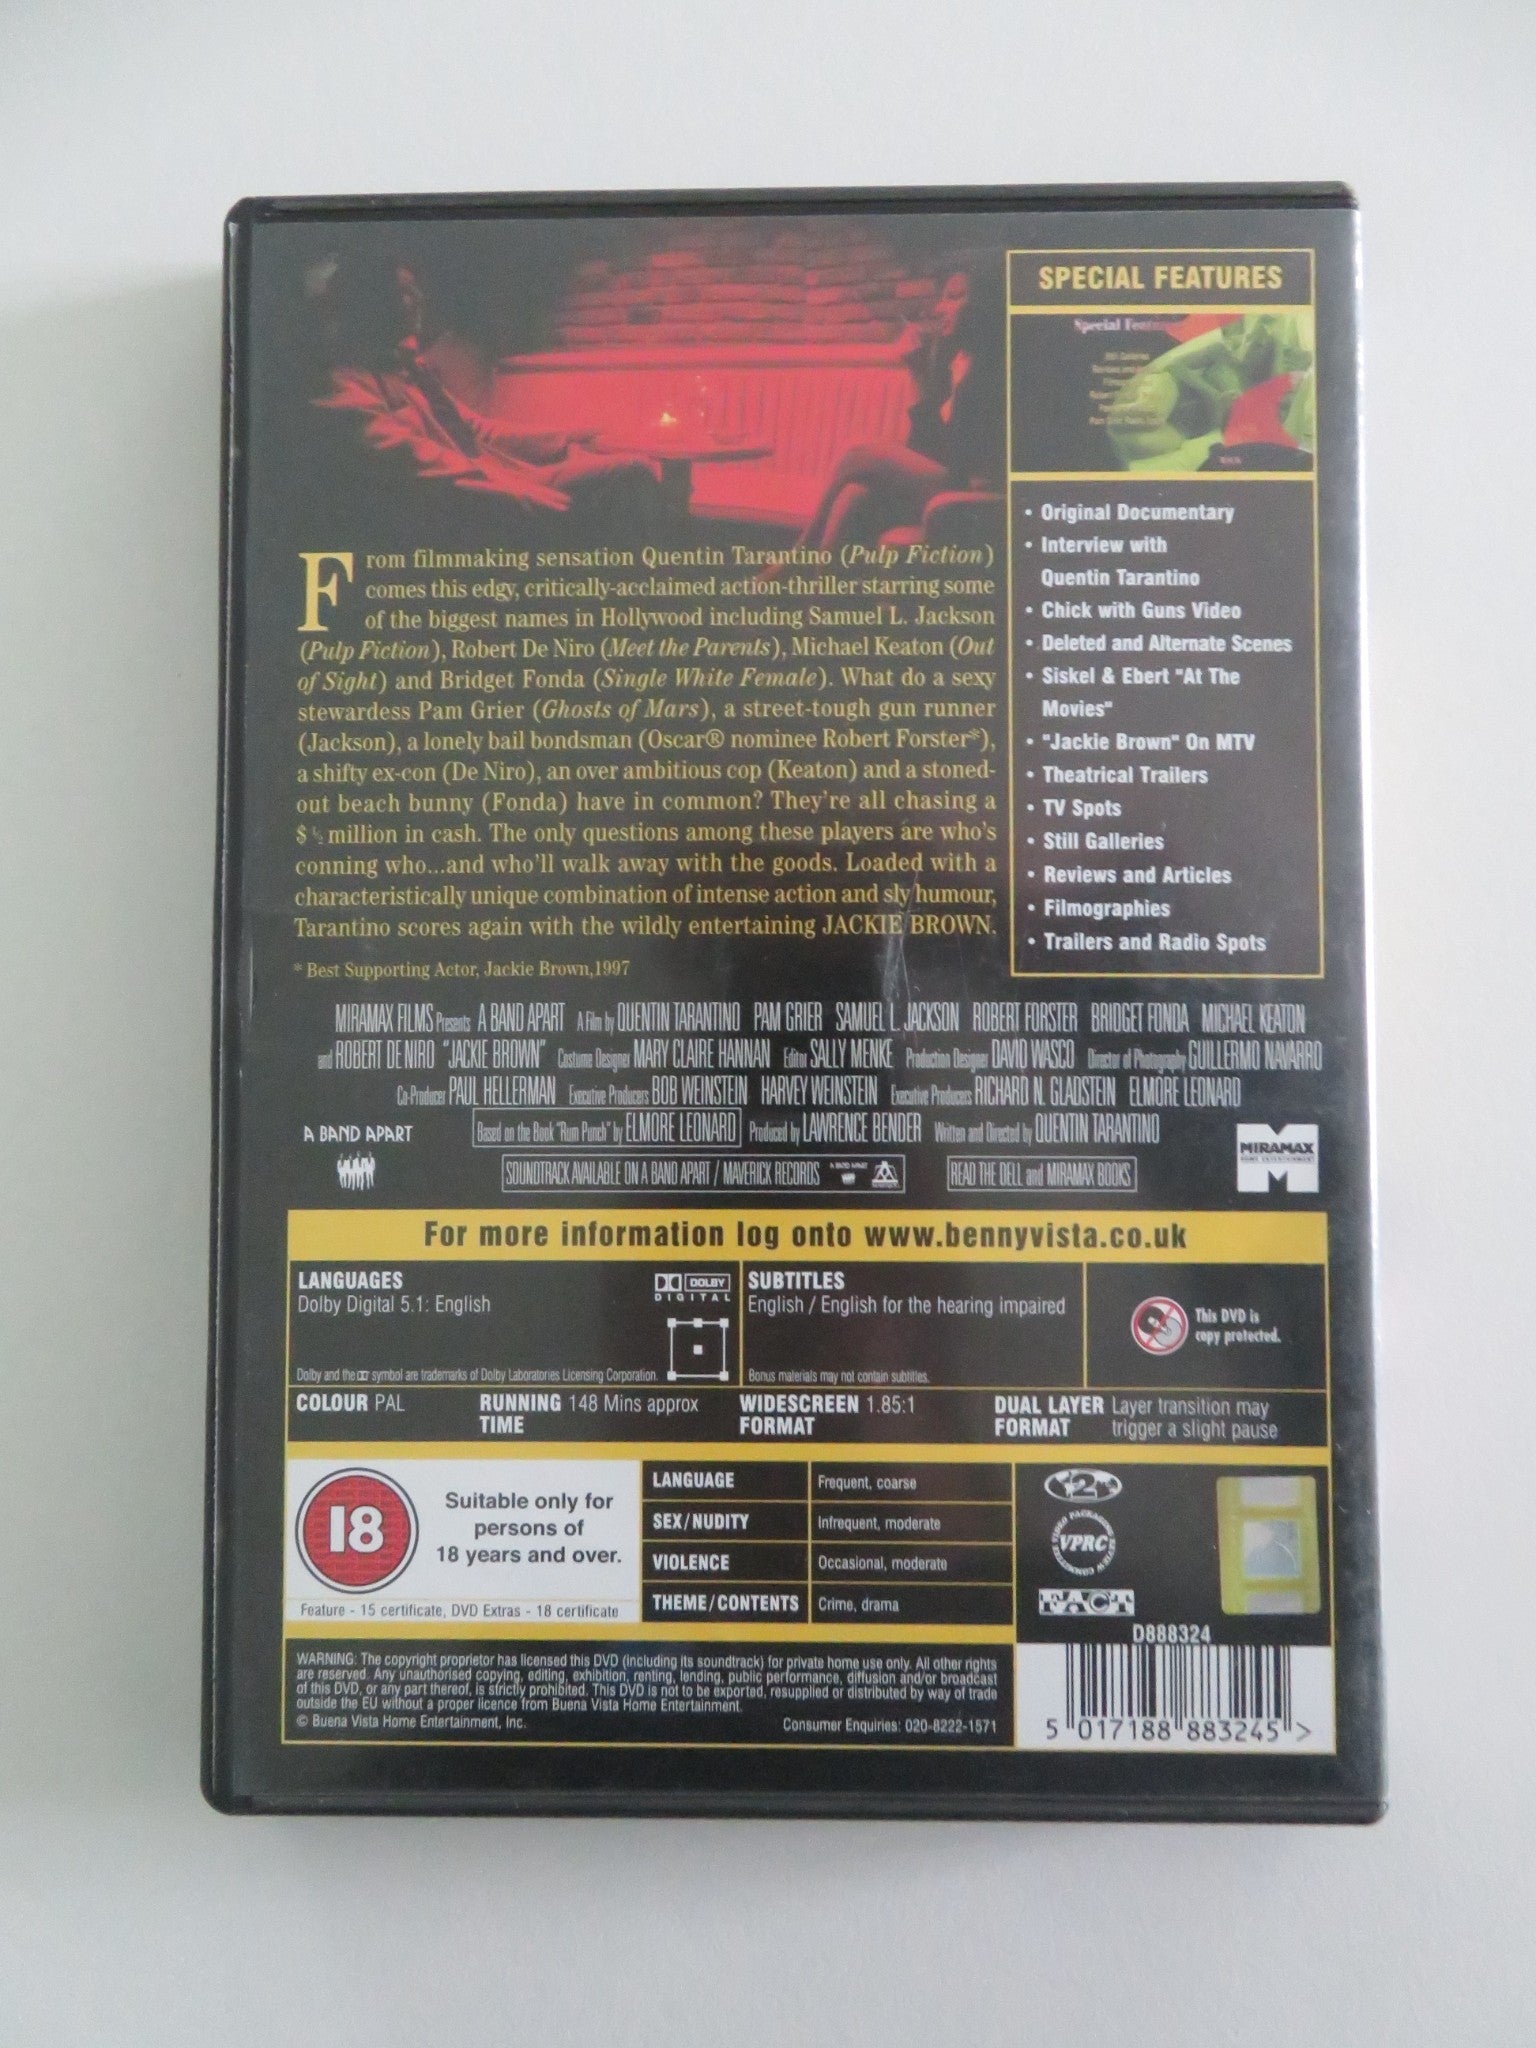 From filmmaking sensation Quentin Tarantino (Pulp Fiction)
comes this edgy, critically-acclaimed action-thriller starring some
of the biggest names in Hollywood including Samuel L. Jackson
(Pulp Fiction), Robert De Niro (Meet the Parents), Michael Keaton (Out
of Sight) and Bridget Fonda (Single White Female). What do a sexy
stewardess Pam Grier (Ghosts of Mars), a street-tough gun runner
(Jackson), a lonely bail bondsman (Oscar® nominee Robert Forster*),
a shifty ex-con (De Niro), an over ambitious cop (Keaton) and a stoned-
out beach bunny (Fonda) have in common? They're all chasing a
$ ½ million in cash. The only questions among these players are who's
conning who...and who'll walk away with the goods. Loaded with a
characteristically unique combination of intense action and sly humour,
Tarantino scores again with the wildly entertaining JACKIE BROWN.
* Best Supporting Actor, Jackie Brown,1997
SPECIAL FEATURES
Special
• Original Documentary
• Interview with
Quentin Tarantino
• Chick with Guns Video
• Deleted and Alternate Scenes
• Siskel & Ebert "At The
Movies"
• "Jackie Brown" On MTV
• Theatrical Trailers
• TV Spots
• Still Galleries
• Reviews and Articles
• Filmographies
• Trailers and Radio Spots
MIRAMAX FILMS Presents A BAND APART A Film by QUENTIN TARANTINO PAM GRIER SAMUEL L. JACKSON ROBERT FORSTER BRIDGET FONDA MICHAEL KEATON
and ROBERT DE NIRO "JACKIE BROWN" Costume Designer MARY CLAIRE HANNAN Editor SALLY MENKE Production Designer DAVID WASCO Director of Photography GUILLERMO NAVARRO
Co-Producer PAUL HELLERMAN Executive Producers BOB WEINSTEIN HARVEY WEINSTEIN Executive Producers RICHARD N. GLADSTEIN ELMORE LEONARD
Based on the Book "Rum Punch" by ELMORE LEONARD Produced by LAWRENCE BENDER Written and Directed by QUENTIN TARANTINO
A BAND APART
SOUNDTRACK AVAILABLE ON A BAND APART / MAVERICK RECORDS A BAND APART
READ THE DELL and MIRAMAX BOOKS
MIRAMAX
HOME ENTERTAINMENT
For more information log onto www.bennyvista.co.uk
LANGUAGES
Dolby Digital 5.1: English
DOLBY
DIGITAL
Dolby and the symbol are trademarks of Dolby Laboratories Licensing Corporation.
SUBTITLES
English / English for the hearing impaired
Bonus materials may not contain subtitles.
This DVD is
copy protected.
COLOUR PAL
RUNNING 148 Mins approx
TIME
WIDESCREEN 1.85:1
FORMAT
DUAL LAYER Layer transition may
FORMAT trigger a slight pause
18
Suitable only for
persons of
18 years and over.
Feature - 15 certificate, DVD Extras - 18 certificate
LANGUAGE Frequent, coarse
SEX/NUDITY Infrequent, moderate
VIOLENCE Occasional, moderate
THEME/CONTENTS Crime, drama
2
VIDEO PACKAGING REVIEW COMMITTEE
VPRC
FACT
D888324
WARNING: The copyright proprietor has licensed this DVD (including its soundtrack) for private home use only. All other rights
are reserved. Any unauthorised copying, editing, exhibition, renting, lending, public performance, diffusion and/or broadcast
of this DVD, or any part thereof, is strictly prohibited. This DVD is not to be exported, resupplied or distributed by way of trade
outside the EU without a proper licence from Buena Vista Home Entertainment.
© Buena Vista Home Entertainment, Inc.
Consumer Enquiries: 020-8222-1571
5 017188 883245 >